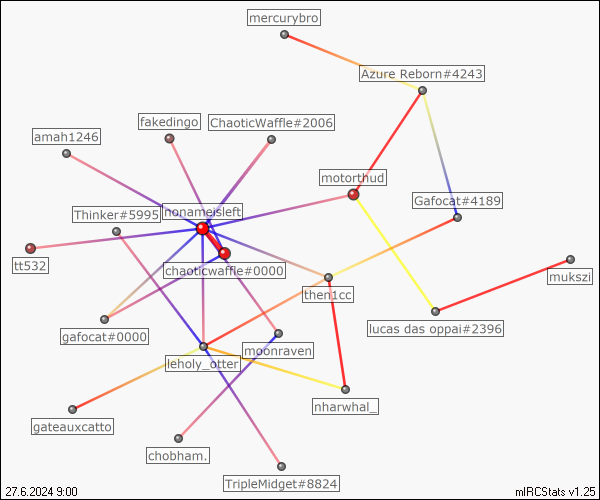 mercurybro
Azure Reborn#4243
fakedingo
ChaoticWaffle#2006
amah1246
motorthud
Gafocat#4189
Thinker#5995
nonameisleft
tt532
chaoticwaffle#0000
mukszi
then1cc
lucas das oppai#2396
gafocat#0000
moonraven
leholy_otter
nharwhal_
gateauxcatto
chobham.
TripleMidget#8824
27.6.2024 9:00
mIRCStats v1.25